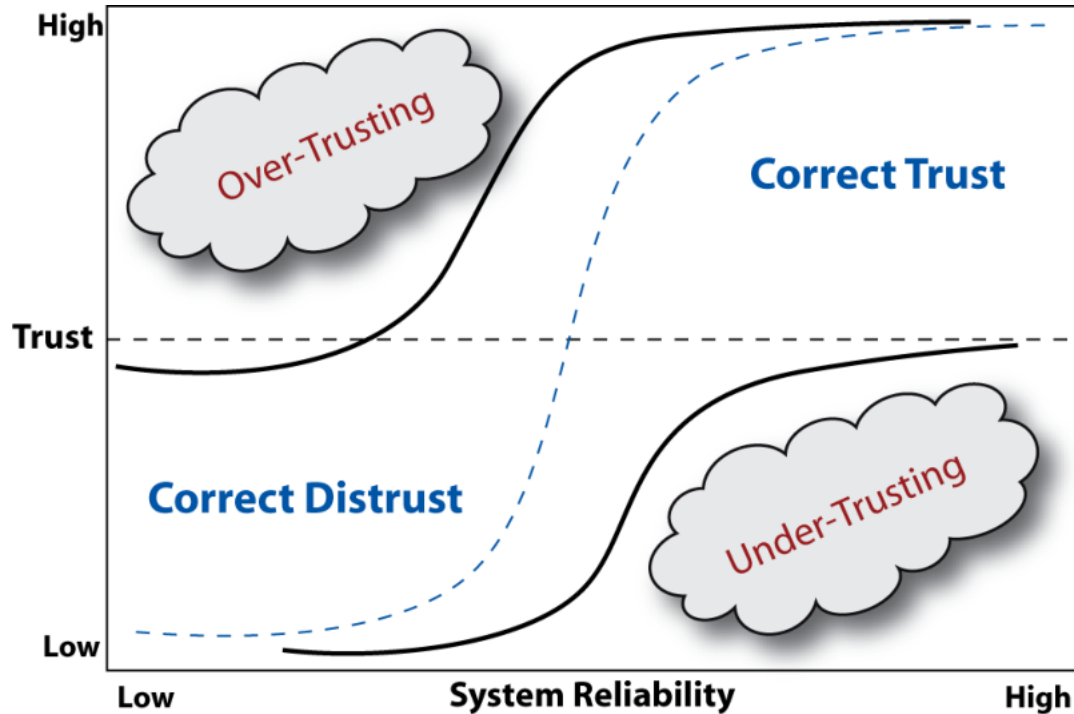 High
Over-Trusting
Correct Trust
Trust
Correct Distrust
Under-Trusting
Low
Low
System Reliability
High